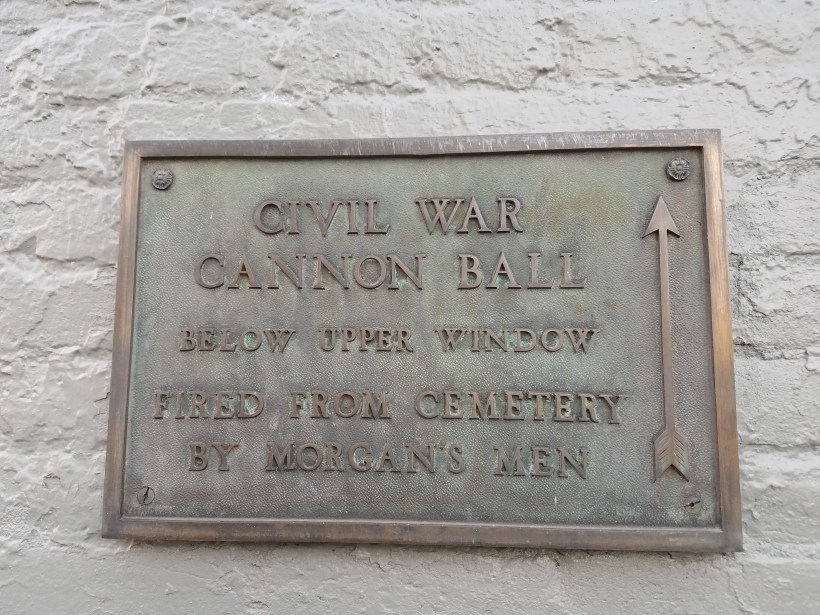 CIVIL WAR
CANNON BALL
BELOW UPPER WINDOW
FIRED FROM CEMETERY
BY MORGAN'S MEN